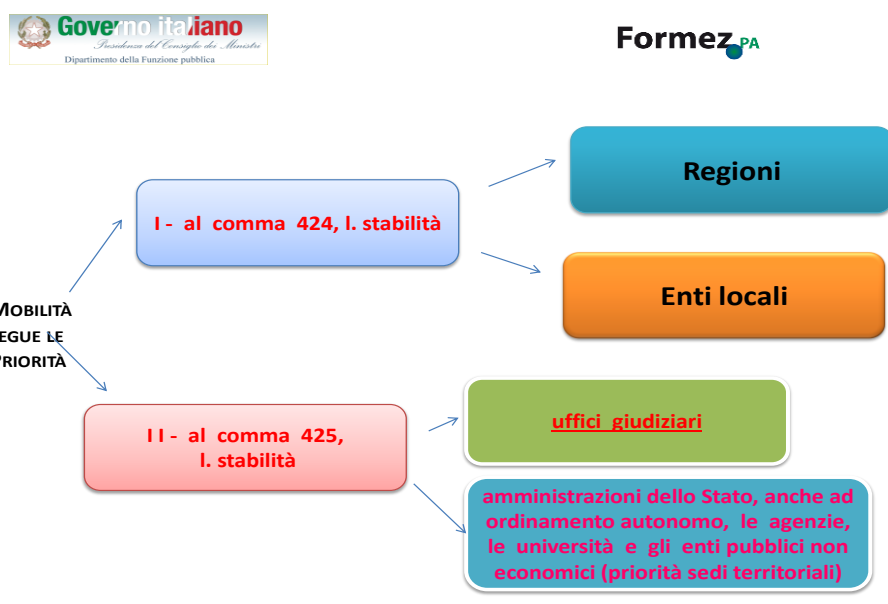 Governo italiano
Presidenza del Consiglio dei Ministri
Dipartimento della Funzione pubblica
Formez PA
Regioni
I - al comma 424, l. stabilità
Enti locali
MOBILITÀ
EGUE LE
PRIORITÀ
II - al comma 425,
l. stabilità
uffici giudiziari
amministrazioni dello Stato, anche ad
ordinamento autonomo, le agenzie,
le università e gli enti pubblici non
economici (priorità sedi territoriali)